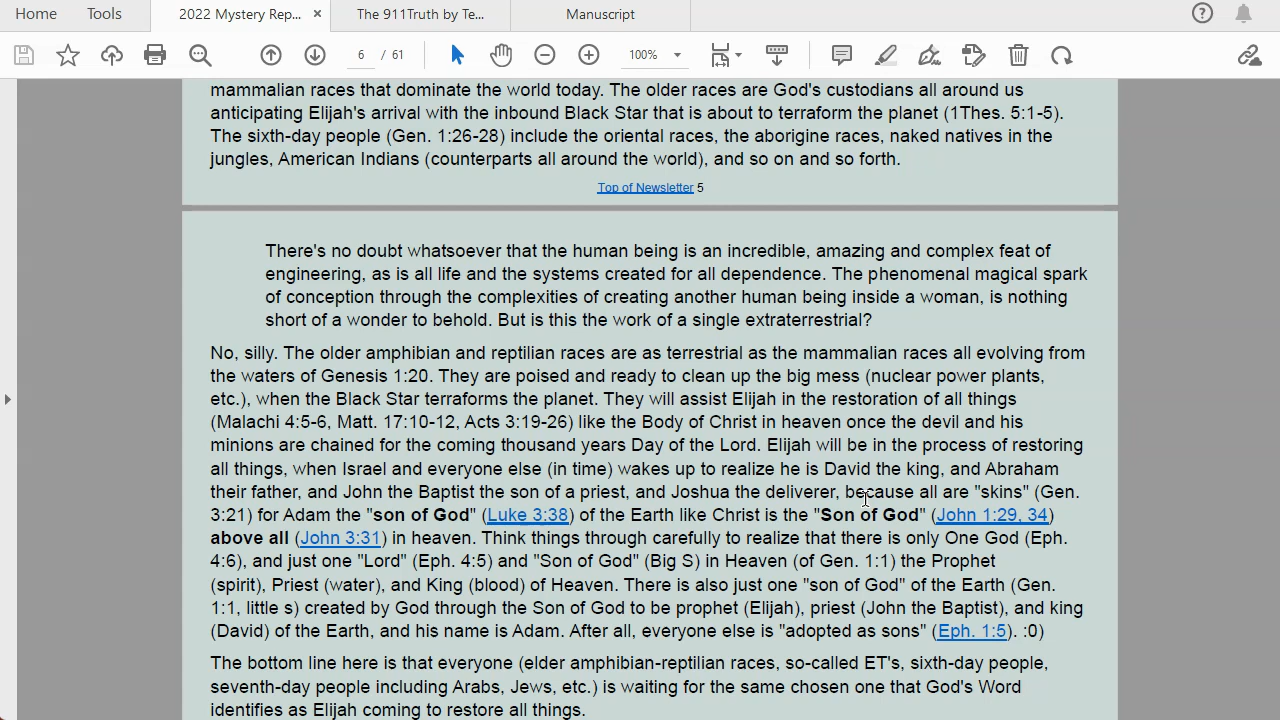 Home Tools 2022 Mystery Rep... × The 911Truth by Te... Manuscript
6 / 61 100%
mammalian races that dominate the world today. The older races are God's custodians all around us
anticipating Elijah's arrival with the inbound Black Star that is about to terraform the planet (1Thes. 5:1-5).
The sixth-day people (Gen. 1:26-28) include the oriental races, the aborigine races, naked natives in the
jungles, American Indians (counterparts all around the world), and so on and so forth.
Top of Newsletter 5
There's no doubt whatsoever that the human being is an incredible, amazing and complex feat of
engineering, as is all life and the systems created for all dependence. The phenomenal magical spark
of conception through the complexities of creating another human being inside a woman, is nothing
short of a wonder to behold. But is this the work of a single extraterrestrial?
No, silly. The older amphibian and reptilian races are as terrestrial as the mammalian races all evolving from
the waters of Genesis 1:20. They are poised and ready to clean up the big mess (nuclear power plants,
etc.), when the Black Star terraforms the planet. They will assist Elijah in the restoration of all things
(Malachi 4:5-6, Matt. 17:10-12, Acts 3:19-26) like the Body of Christ in heaven once the devil and his
minions are chained for the coming thousand years Day of the Lord. Elijah will be in the process of restoring
all things, when Israel and everyone else (in time) wakes up to realize he is David the king, and Abraham
their father, and John the Baptist the son of a priest, and Joshua the deliverer, because all are "skins" (Gen.
3:21) for Adam the "son of God" (Luke 3:38) of the Earth like Christ is the "Son of God" (John 1:29, 34)
above all (John 3:31) in heaven. Think things through carefully to realize that there is only One God (Eph.
4:6), and just one "Lord" (Eph. 4:5) and "Son of God" (Big S) in Heaven (of Gen. 1:1) the Prophet
(spirit), Priest (water), and King (blood) of Heaven. There is also just one "son of God" of the Earth (Gen.
1:1, little s) created by God through the Son of God to be prophet (Elijah), priest (John the Baptist), and king
(David) of the Earth, and his name is Adam. After all, everyone else is "adopted as sons" (Eph. 1:5). :0)
The bottom line here is that everyone (elder amphibian-reptilian races, so-called ET's, sixth-day people,
seventh-day people including Arabs, Jews, etc.) is waiting for the same chosen one that God's Word
identifies as Elijah coming to restore all things.